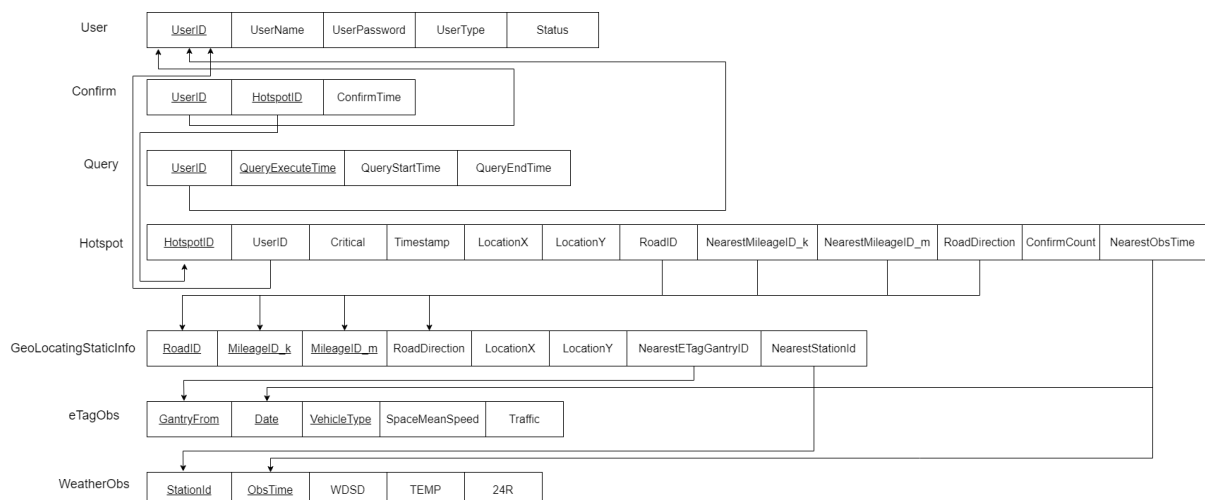 User UserID UserName UserPassword UserType Status
Confirm UserID HotspotID ConfirmTime
Query UserID QueryExecuteTime QueryStartTime QueryEndTime
Hotspot HotspotID UserID Critical Timestamp LocationX LocationY RoadID NearestMileageID_k NearestMileageID_m RoadDirection ConfirmCount NearestObsTime
GeoLocatingStaticInfo RoadID MileageID_k MileageID_m RoadDirection LocationX LocationY NearestETagGantryID NearestStationId
eTagObs GantryFrom Date VehicleType SpaceMeanSpeed Traffic
WeatherObs StationId ObsTime WDSD TEMP 24R